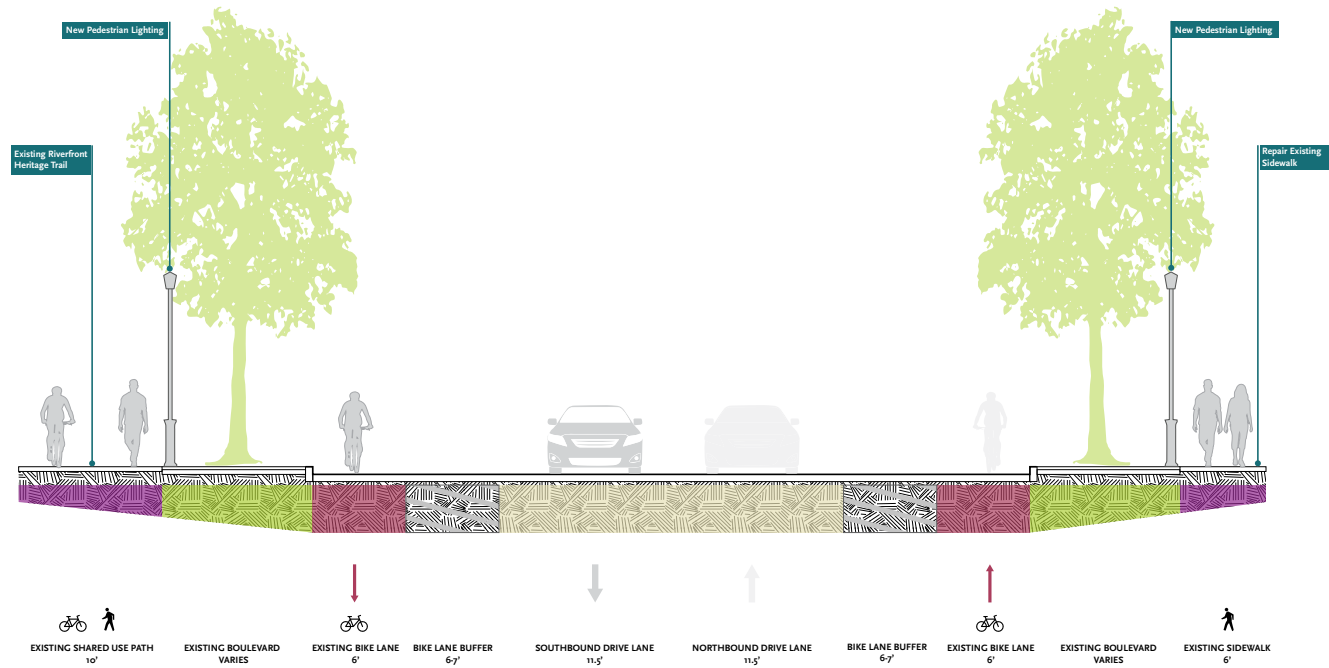 New Pedestrian Lighting
New Pedestrian Lighting
Existing Riverfront
Heritage Trail
Repair Existing
Sidewalk
EXISTING SHARED USE PATH
10'
EXISTING BOULEVARD
VARIES
EXISTING BIKE LANE
6'
BIKE LANE BUFFER
6-7'
SOUTHBOUND DRIVE LANE
11.5'
NORTHBOUND DRIVE LANE
11.5'
BIKE LANE BUFFER
6-7'
EXISTING BIKE LANE
6'
EXISTING BOULEVARD
VARIES
EXISTING SIDEWALK
6'